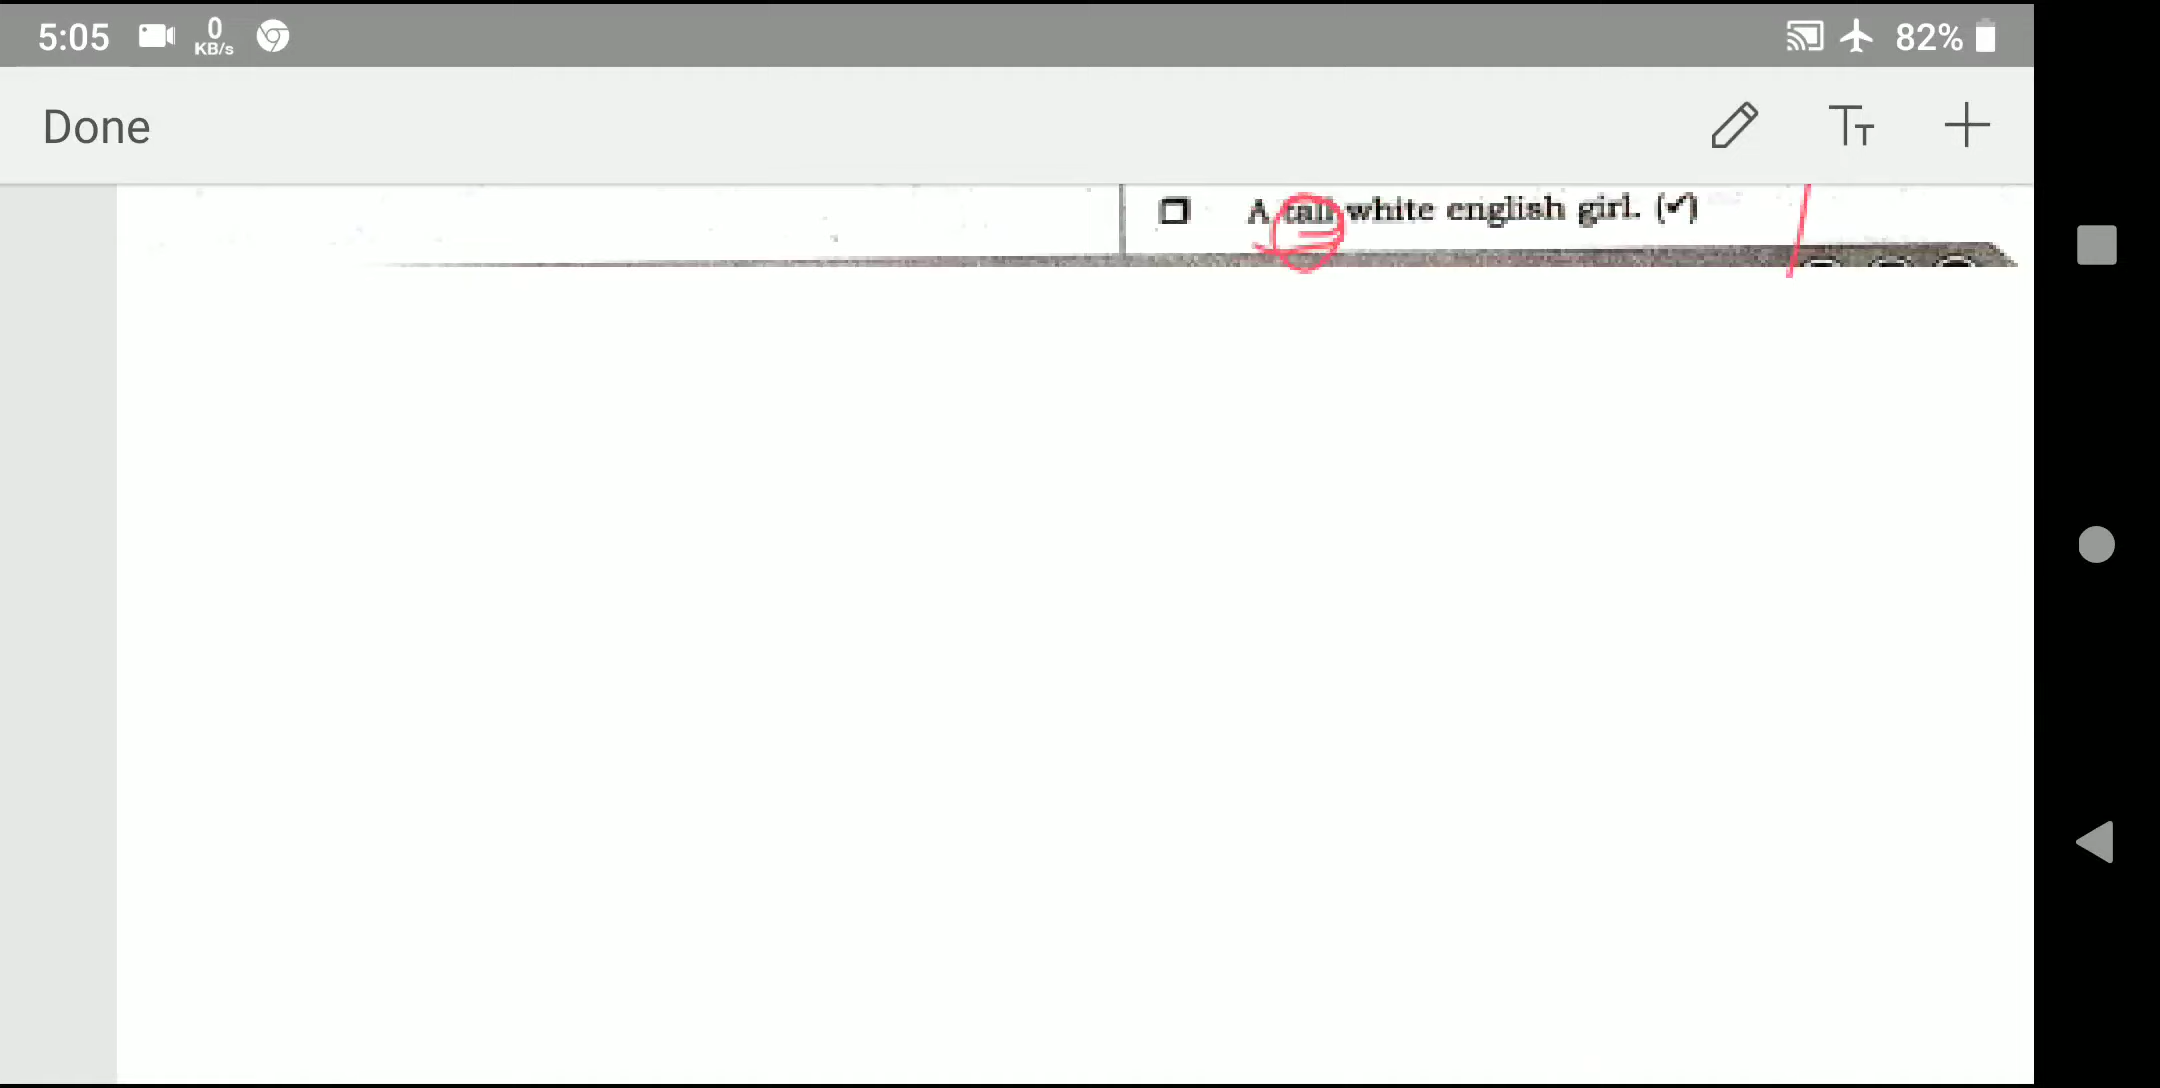 5:05 0 KB/s 82%
Done
A tall white english girl. (✓)